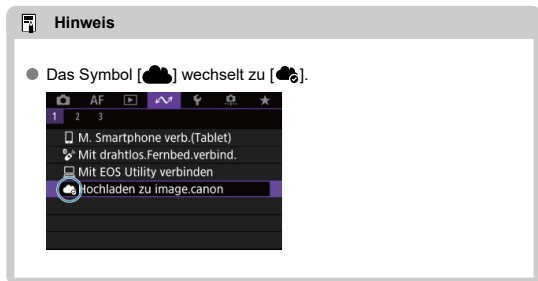 Hinweis
Das Symbol [ ] wechselt zu [ ].
AF
1 2 3
M. Smartphone verb.(Tablet)
Mit drahtlos.Fernbed.verbind.
Mit EOS Utility verbinden
Hochladen zu image.canon